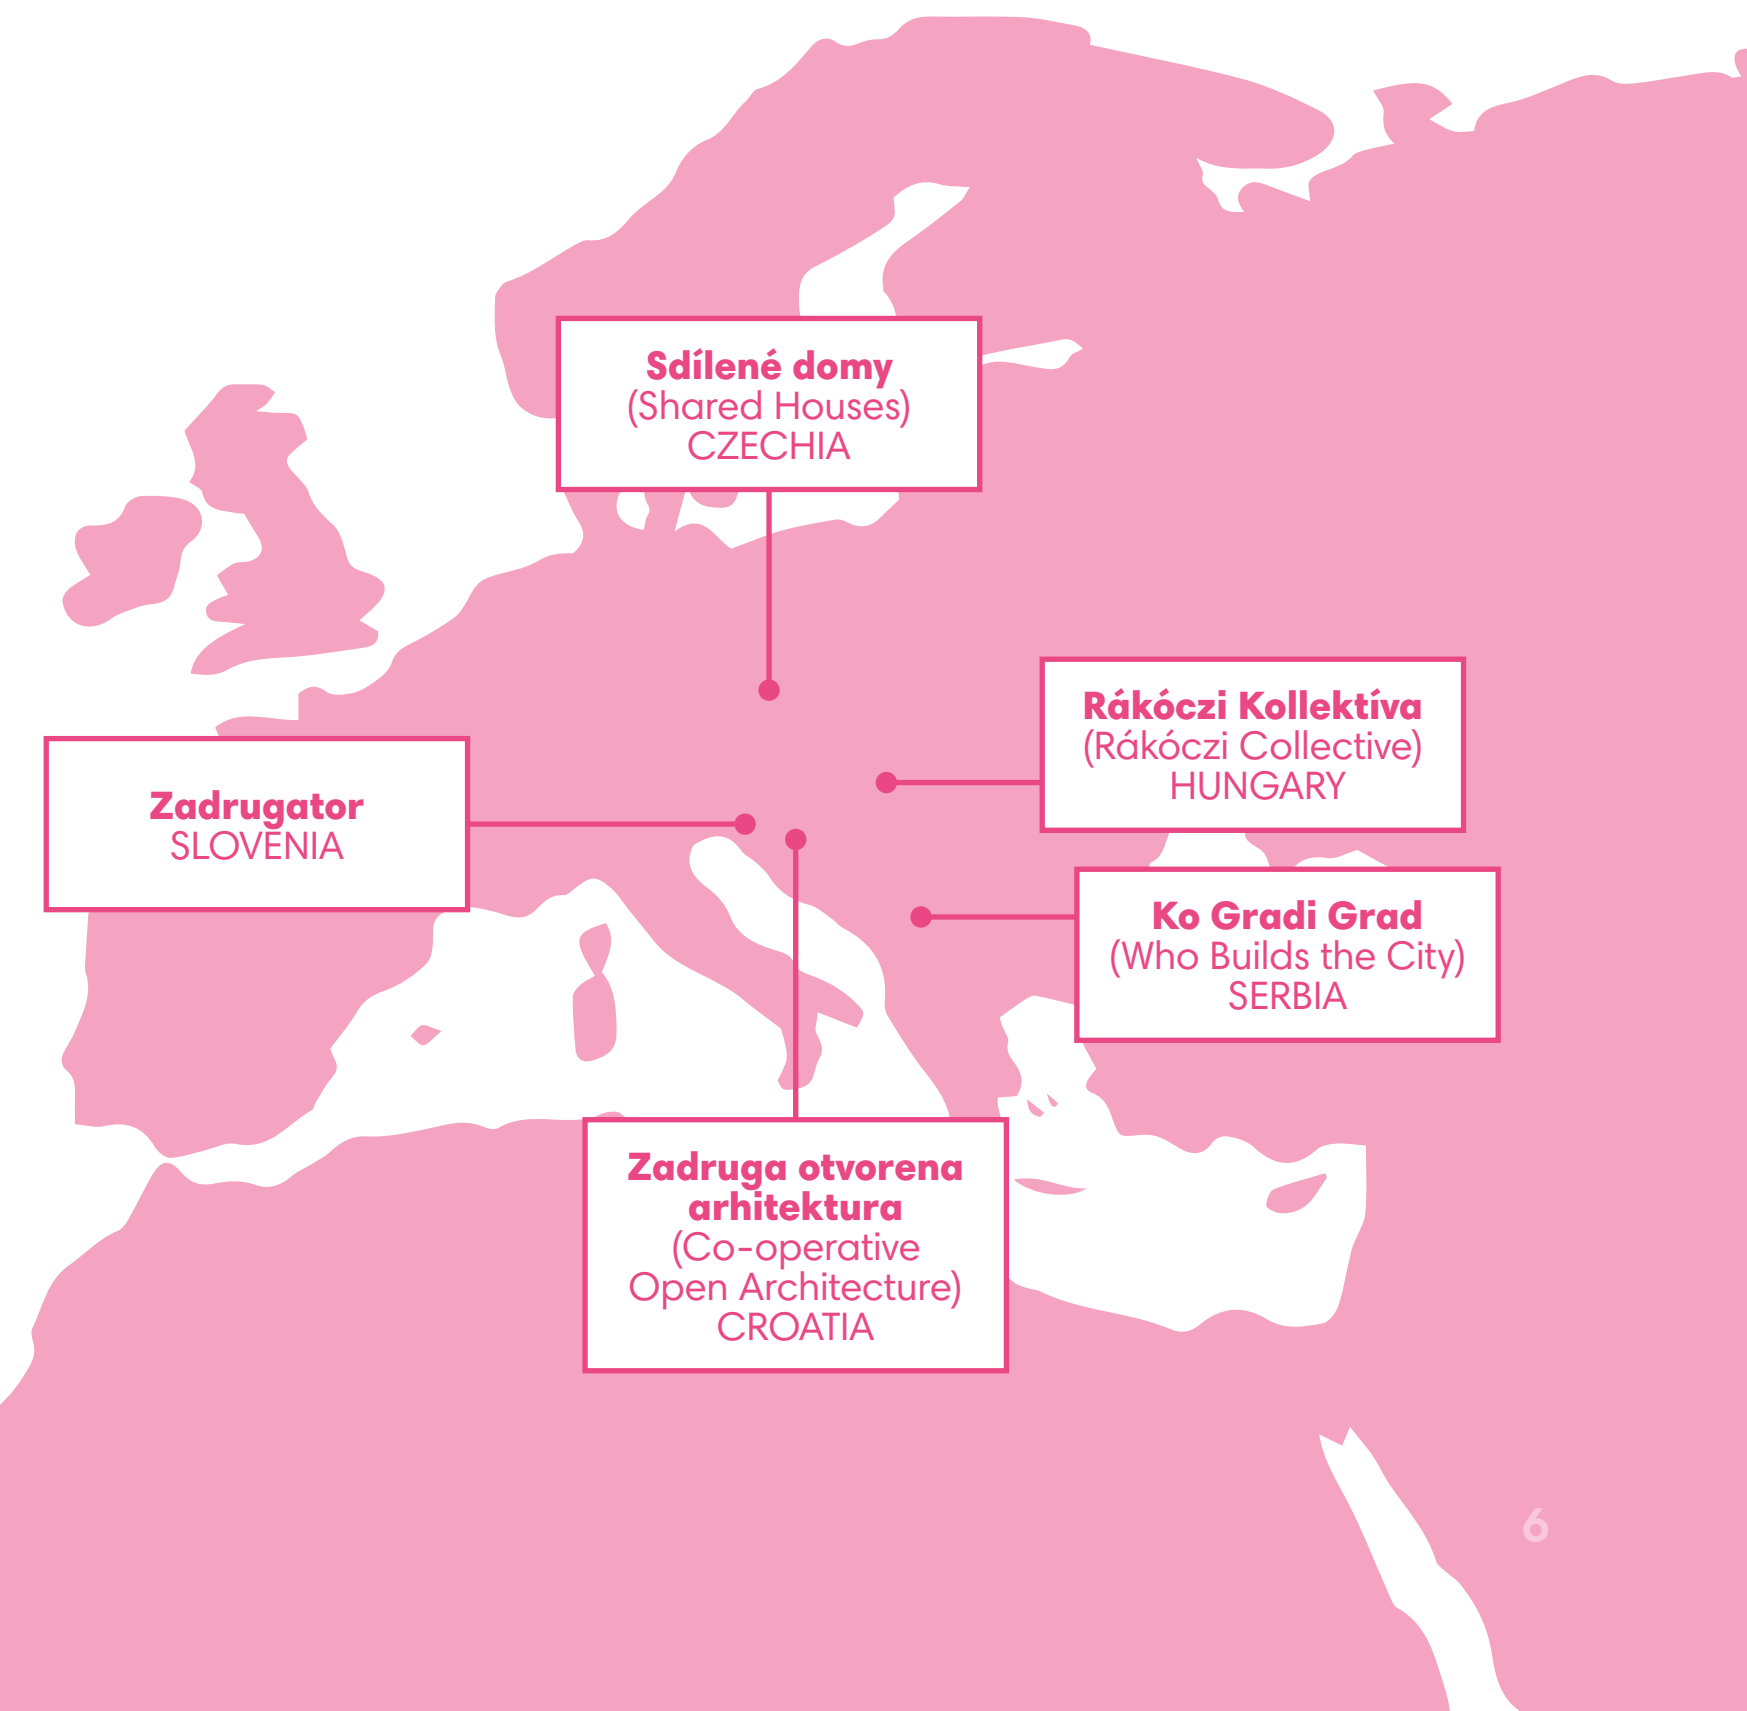 Sdílené domy
(Shared Houses)
CZECHIA
Rákóczi Kollektíva
(Rákóczi Collective)
HUNGARY
Zadrugator
SLOVENIA
Ko Gradi Grad
(Who Builds the City)
SERBIA
Zadruga otvorena
arhitektura
(Co-operative
Open Architecture)
CROATIA
6